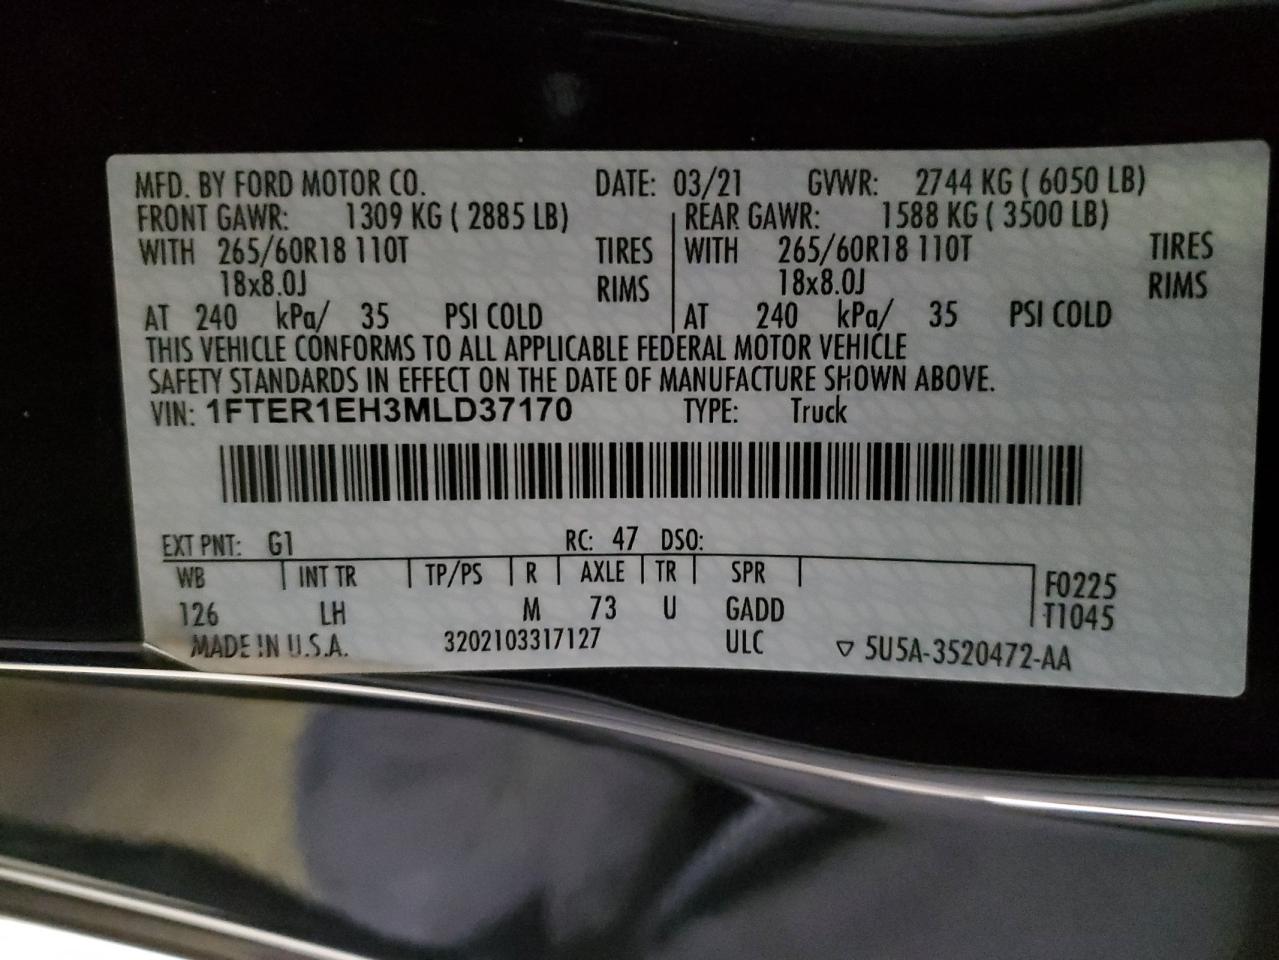 MFD. BY FORD MOTOR CO. DATE: 03/21 GVWR: 2744 KG ( 6050 LB)
FRONT GAWR: 1309 KG ( 2885 LB) REAR GAWR: 1588 KG ( 3500 LB)
WITH 265/60R18 110T TIRES WITH 265/60R18 110T TIRES
18x8.0J RIMS 18x8.0J RIMS
AT 240 kPa/ 35 PSI COLD AT 240 kPa/ 35 PSI COLD
THIS VEHICLE CONFORMS TO ALL APPLICABLE FEDERAL MOTOR VEHICLE
SAFETY STANDARDS IN EFFECT ON THE DATE OF MANUFACTURE SHOWN ABOVE.
VIN: 1FTER1EH3MLD37170 TYPE: Truck
EXT PNT: G1 RC: 47 DSO:
WB INT TR TP/PS R AXLE TR SPR F0225
126 LH M 73 U GADD T1045
MADE IN U.S.A. 3202103317127 ULC ▽ 5U5A-3520472-AA